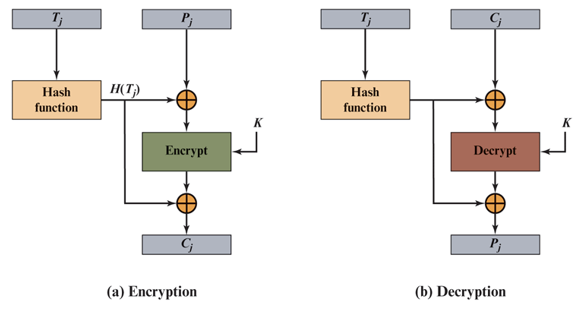 T_j
P_j
Hash
function
H(T_j)
K
Encrypt
C_j
(a) Encryption
T_j
C_j
Hash
function
K
Decrypt
P_j
(b) Decryption